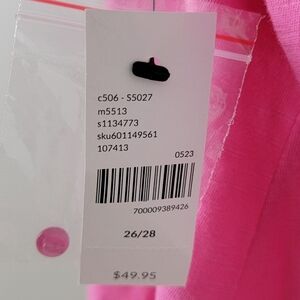 c506 - S5027
m5513
s1134773
sku601149561
107413
0523
700009389426
26/28
$49.95